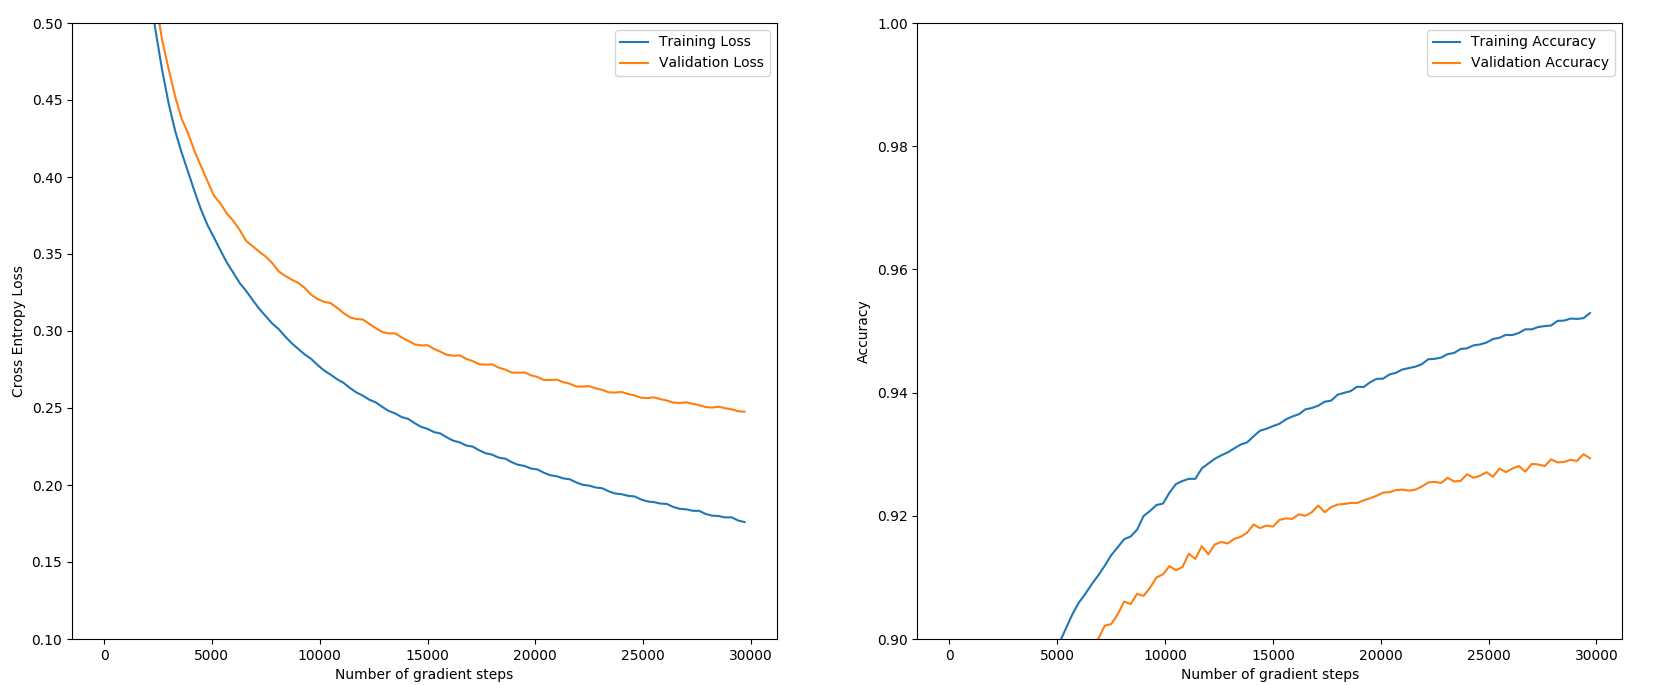 0.50
0.45
0.40
0.35
0.30
0.25
0.20
0.15
0.10
Cross Entropy Loss
Training Loss
Validation Loss
0 5000 10000 15000 20000 25000 30000
Number of gradient steps
1.00
0.98
0.96
0.94
0.92
0.90
Accuracy
Training Accuracy
Validation Accuracy
0 5000 10000 15000 20000 25000 30000
Number of gradient steps